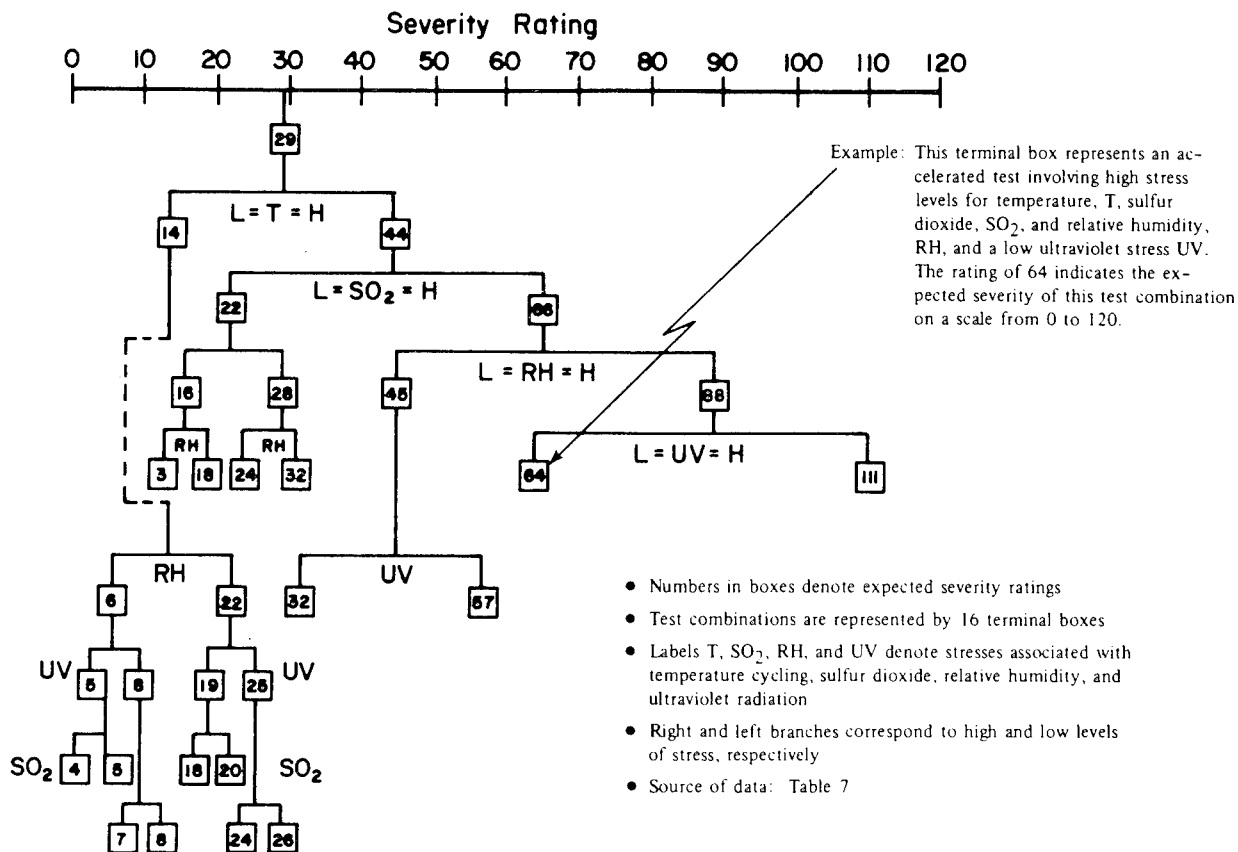 Severity Rating
0 10 20 30 40 50 60 70 80 90 100 110 120
29
Example: This terminal box represents an ac-
celerated test involving high stress
levels for temperature, T, sulfur
dioxide, SO2, and relative humidity,
RH, and a low ultraviolet stress UV.
The rating of 64 indicates the ex-
pected severity of this test combination
on a scale from 0 to 120.
L = T = H
14 44
L = SO2 = H
22 66
L = RH = H
16 28 45 88
RH RH
L = UV = H
3 18 24 32 64 111
RH UV
6 22 32 57
UV 5 8 19 25 UV
SO2 4 5 18 20 SO2
7 8 24 26
● Numbers in boxes denote expected severity ratings
● Test combinations are represented by 16 terminal boxes
● Labels T, SO2, RH, and UV denote stresses associated with
temperature cycling, sulfur dioxide, relative humidity, and
ultraviolet radiation
● Right and left branches correspond to high and low levels
of stress, respectively
● Source of data: Table 7